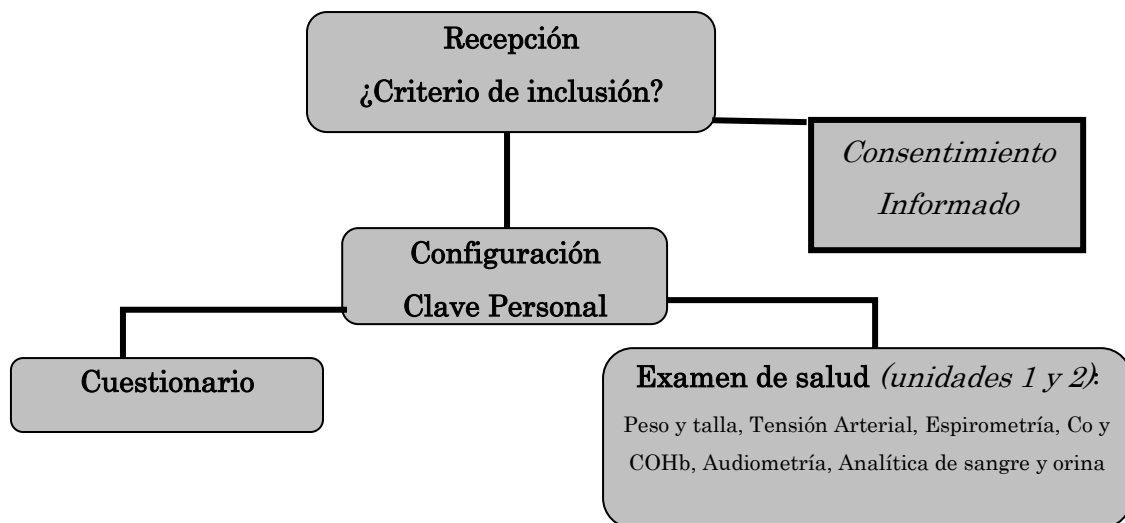 Recepción
¿Criterio de inclusión?
Consentimiento
Informado
Configuración
Clave Personal
Cuestionario
Examen de salud (unidades 1 y 2):
Peso y talla, Tensión Arterial, Espirometría, Co y
COHb, Audiometría, Analítica de sangre y orina